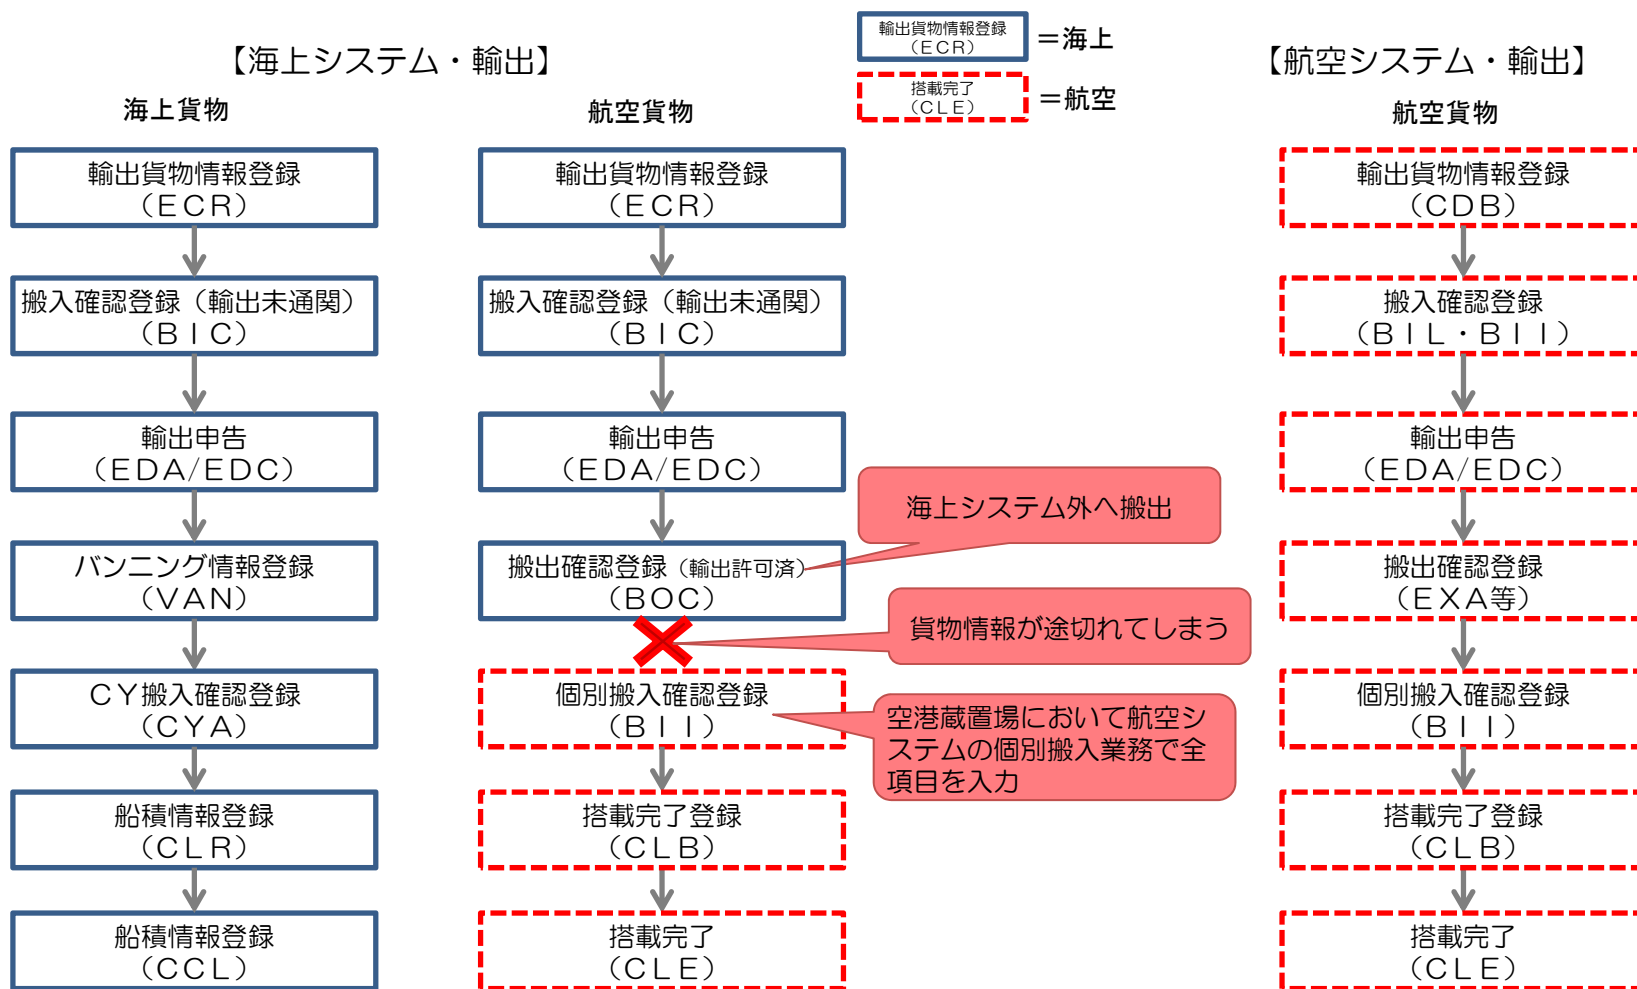 【海上システム・輸出】
輸出貨物情報登録
（ＥＣＲ）
＝海上
搭載完了
（ＣＬＥ）
＝航空
【航空システム・輸出】
海上貨物
輸出貨物情報登録
（ＥＣＲ）
搬入確認登録（輸出未通関）
（ＢＩＣ）
輸出申告
（ＥＤＡ/ＥＤＣ）
バンニング情報登録
（ＶＡＮ）
ＣＹ搬入確認登録
（ＣＹＡ）
船積情報登録
（ＣＬＲ）
船積情報登録
（ＣＣＬ）
航空貨物
輸出貨物情報登録
（ＥＣＲ）
搬入確認登録（輸出未通関）
（ＢＩＣ）
輸出申告
（ＥＤＡ/ＥＤＣ）
搬出確認登録（輸出許可済）
（ＢＯＣ）
個別搬入確認登録
（ＢＩＩ）
搭載完了登録
（ＣＬＢ）
搭載完了
（ＣＬＥ）
海上システム外へ搬出
貨物情報が途切れてしまう
空港蔵置場において航空シ
ステムの個別搬入業務で全
項目を入力
航空貨物
輸出貨物情報登録
（ＣＤＢ）
搬入確認登録
（ＢＩＬ・ＢＩＩ）
輸出申告
（ＥＤＡ/ＥＤＣ）
搬出確認登録
（ＥＸＡ等）
個別搬入確認登録
（ＢＩＩ）
搭載完了登録
（ＣＬＢ）
搭載完了
（ＣＬＥ）